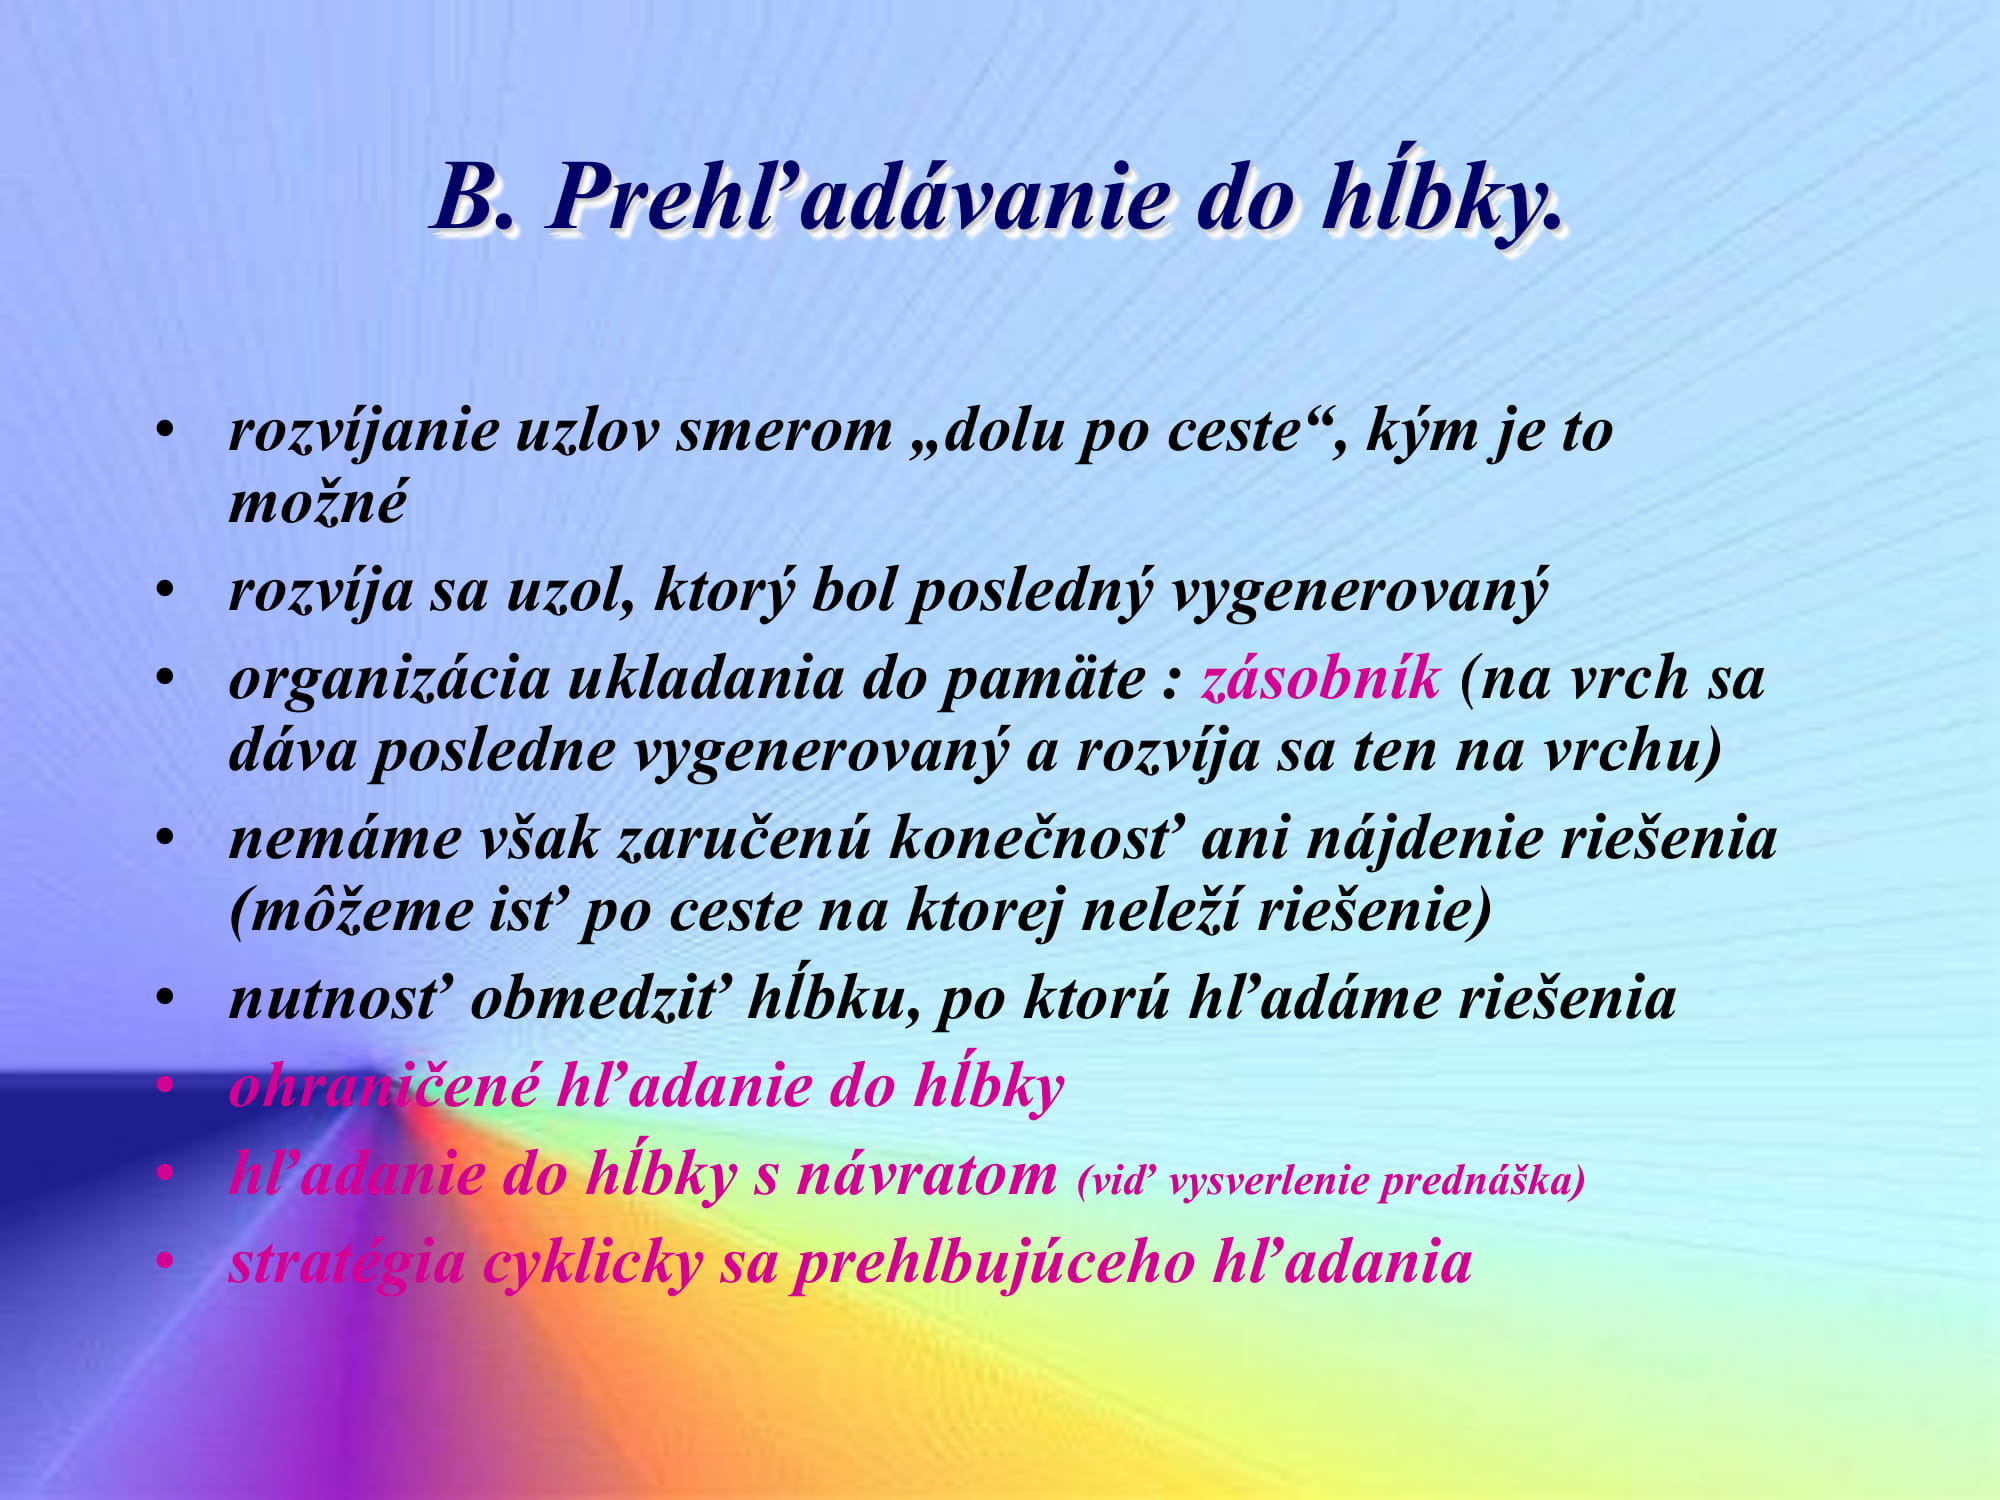 B. Prehľadávanie do hĺbky.
• rozvíjanie uzlov smerom „dolu po ceste“, kým je to
možné
• rozvíja sa uzol, ktorý bol posledný vygenerovaný
• organizácia ukladania do pamäte : zásobník (na vrch sa
dáva posledne vygenerovaný a rozvíja sa ten na vrchu)
• nemáme však zaručenú konečnosť ani nájdenie riešenia
(môžeme isť po ceste na ktorej neleží riešenie)
• nutnosť obmedziť hĺbku, po ktorú hľadáme riešenia
• ohraničené hľadanie do hĺbky
• hľadanie do hĺbky s návratom (viď vysverlenie prednáška)
• stratégia cyklicky sa prehlbujúceho hľadania